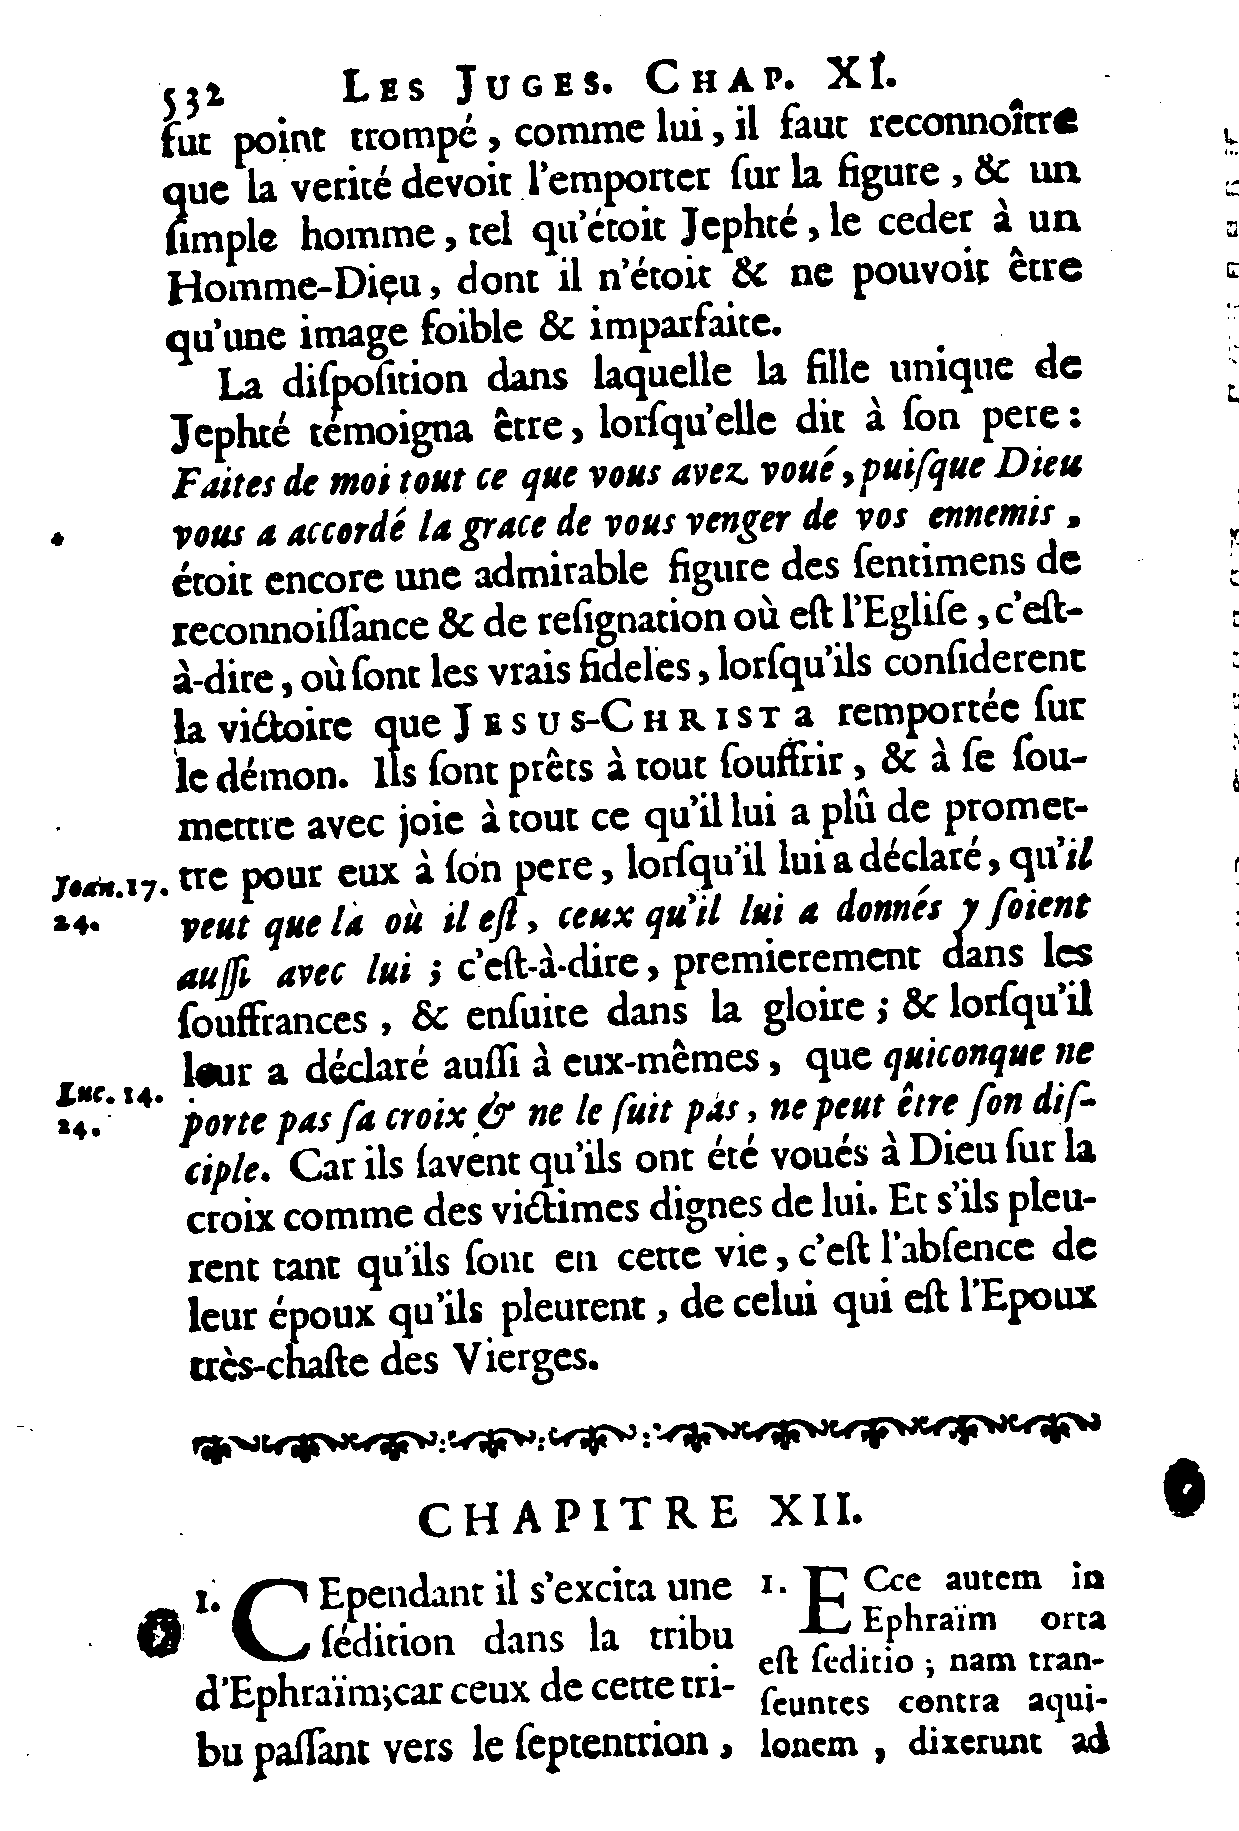 532 LES JUGES. CHAP. XI.
fut point trompé, comme lui, il faut reconnoître
que la verité devoit l'emporter ſur la figure, & un
ſimple homme, tel qu'étoit Jephté, le ceder à un
Homme-Dieu, dont il n'étoit & ne pouvoit être
qu'une image foible & imparfaite.
La diſpoſition dans laquelle la fille unique de
Jephté témoigna être, lorſqu'elle dit à ſon pere:
Faites de moi tout ce que vous avez voué, puiſque Dieu
vous a accordé la grace de vous venger de vos ennemis,
étoit encore une admirable figure des ſentimens de
reconnoiſſance & de reſignation où eſt l'Egliſe, c'eſt-
à-dire, où ſont les vrais fideles, lorſqu'ils conſiderent
la victoire que JESUS-CHRIST a remportée ſur
le démon. Ils ſont prêts à tout ſouffrir, & à ſe ſou-
mettre avec joie à tout ce qu'il lui a plû de promet-
Joan. 17. tre pour eux à ſon pere, lorſqu'il lui a déclaré, qu'il
24. veut que là où il eſt, ceux qu'il lui a donnés y ſoient
auſſi avec lui; c'eſt-à-dire, premierement dans les
ſouffrances, & enſuite dans la gloire; & lorſqu'il
leur a déclaré auſſi à eux-mêmes, que quiconque ne
Luc. 14. porte pas ſa croix & ne le ſuit pas, ne peut être ſon diſ-
24. ciple. Car ils ſavent qu'ils ont été voués à Dieu ſur la
croix comme des victimes dignes de lui. Et s'ils pleu-
rent tant qu'ils ſont en cette vie, c'eſt l'abſence de
leur époux qu'ils pleurent, de celui qui eſt l'Epoux
très-chaſte des Vierges.
CHAPITRE XII.
1. CEpendant il s'excita une
ſédition dans la tribu
d'Ephraïm; car ceux de cette tri-
bu paſſant vers le ſeptentrion,
1. ECce autem in
Ephraïm orta
eſt ſeditio; nam tran-
ſeuntes contra aqui-
lonem, dixerunt ad